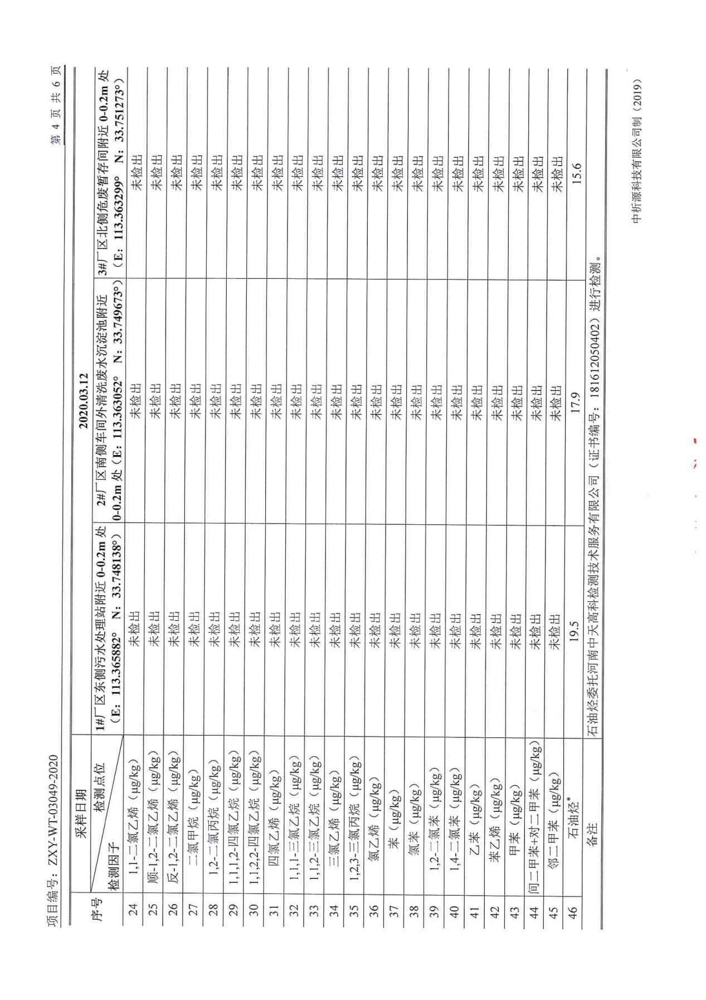 项目编号：ZXY-WT-03049-2020 第 4 页 共 6 页
采样日期 2020.03.12
序号 检测点位 检测因子 1#厂区东侧污水处理站附近 0-0.2m 处 2#厂区南侧车间外清洗废水沉淀池附近 3#厂区北侧危废暂存间附近 0-0.2m 处
（E：113.365882° N：33.748138°） 0-0.2m 处（E：113.363052° N：33.749673°） （E：113.363299° N：33.751273°）
24 1,1-二氯乙烯（μg/kg） 未检出 未检出 未检出
25 顺-1,2-二氯乙烯（μg/kg） 未检出 未检出 未检出
26 反-1,2-二氯乙烯（μg/kg） 未检出 未检出 未检出
27 二氯甲烷（μg/kg） 未检出 未检出 未检出
28 1,2-二氯丙烷（μg/kg） 未检出 未检出 未检出
29 1,1,1,2-四氯乙烷（μg/kg） 未检出 未检出 未检出
30 1,1,2,2-四氯乙烷（μg/kg） 未检出 未检出 未检出
31 四氯乙烯（μg/kg） 未检出 未检出 未检出
32 1,1,1-三氯乙烷（μg/kg） 未检出 未检出 未检出
33 1,1,2-三氯乙烷（μg/kg） 未检出 未检出 未检出
34 三氯乙烯（μg/kg） 未检出 未检出 未检出
35 1,2,3-三氯丙烷（μg/kg） 未检出 未检出 未检出
36 氯乙烯（μg/kg） 未检出 未检出 未检出
37 苯（μg/kg） 未检出 未检出 未检出
38 氯苯（μg/kg） 未检出 未检出 未检出
39 1,2-二氯苯（μg/kg） 未检出 未检出 未检出
40 1,4-二氯苯（μg/kg） 未检出 未检出 未检出
41 乙苯（μg/kg） 未检出 未检出 未检出
42 苯乙烯（μg/kg） 未检出 未检出 未检出
43 甲苯（μg/kg） 未检出 未检出 未检出
44 间二甲苯+对二甲苯（μg/kg） 未检出 未检出 未检出
45 邻二甲苯（μg/kg） 未检出 未检出 未检出
46 石油烃* 19.5 17.9 15.6
备注 石油烃委托河南中天高科检测技术服务有限公司（证书编号：181612050402）进行检测。
中析源科技有限公司制（2019）